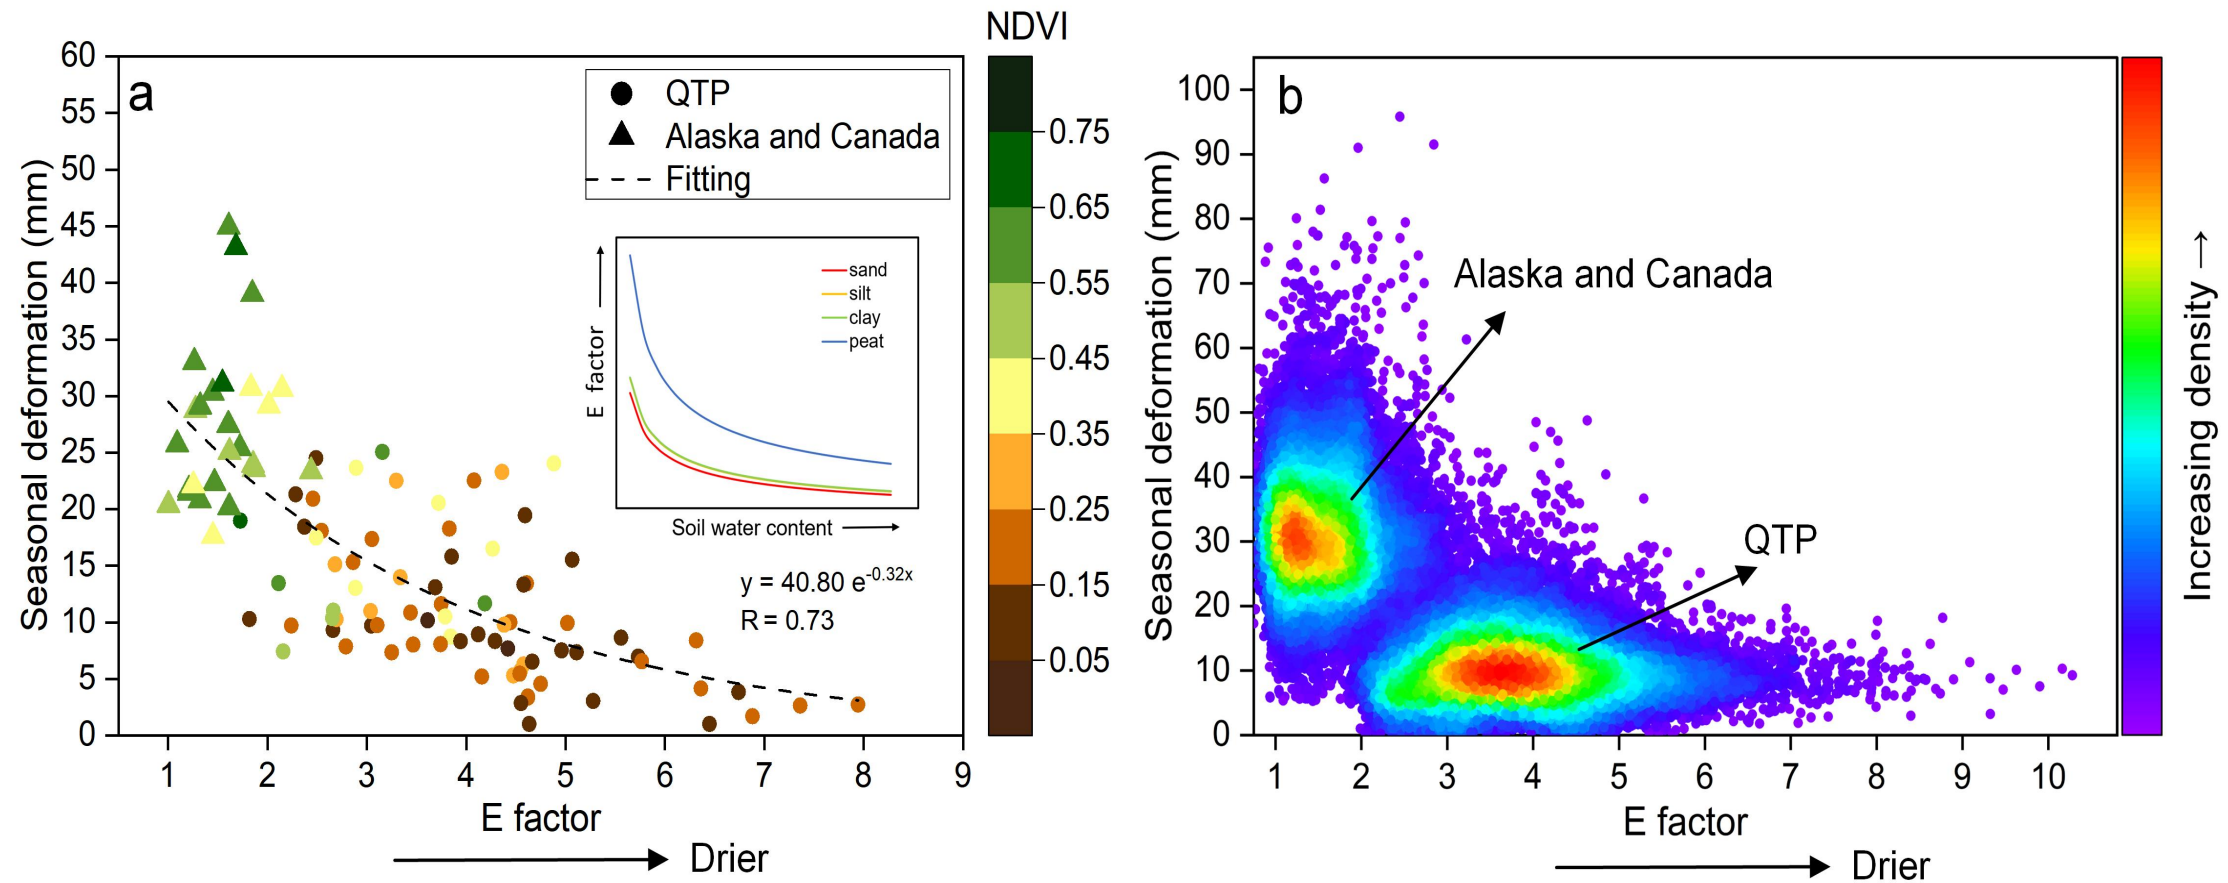 NDVI
a
QTP
Alaska and Canada
Fitting
60
55
50
45
40
35
30
25
20
15
10
5
0
Seasonal deformation (mm)
1 2 3 4 5 6 7 8 9
E factor
Drier
sand
silt
clay
peat
E factor
Soil water content
y = 40.80 e^-0.32x
R = 0.73
0.75
0.65
0.55
0.45
0.35
0.25
0.15
0.05
b
100
90
80
70
60
50
40
30
20
10
0
Seasonal deformation (mm)
Alaska and Canada
QTP
1 2 3 4 5 6 7 8 9 10
E factor
Drier
Increasing density →